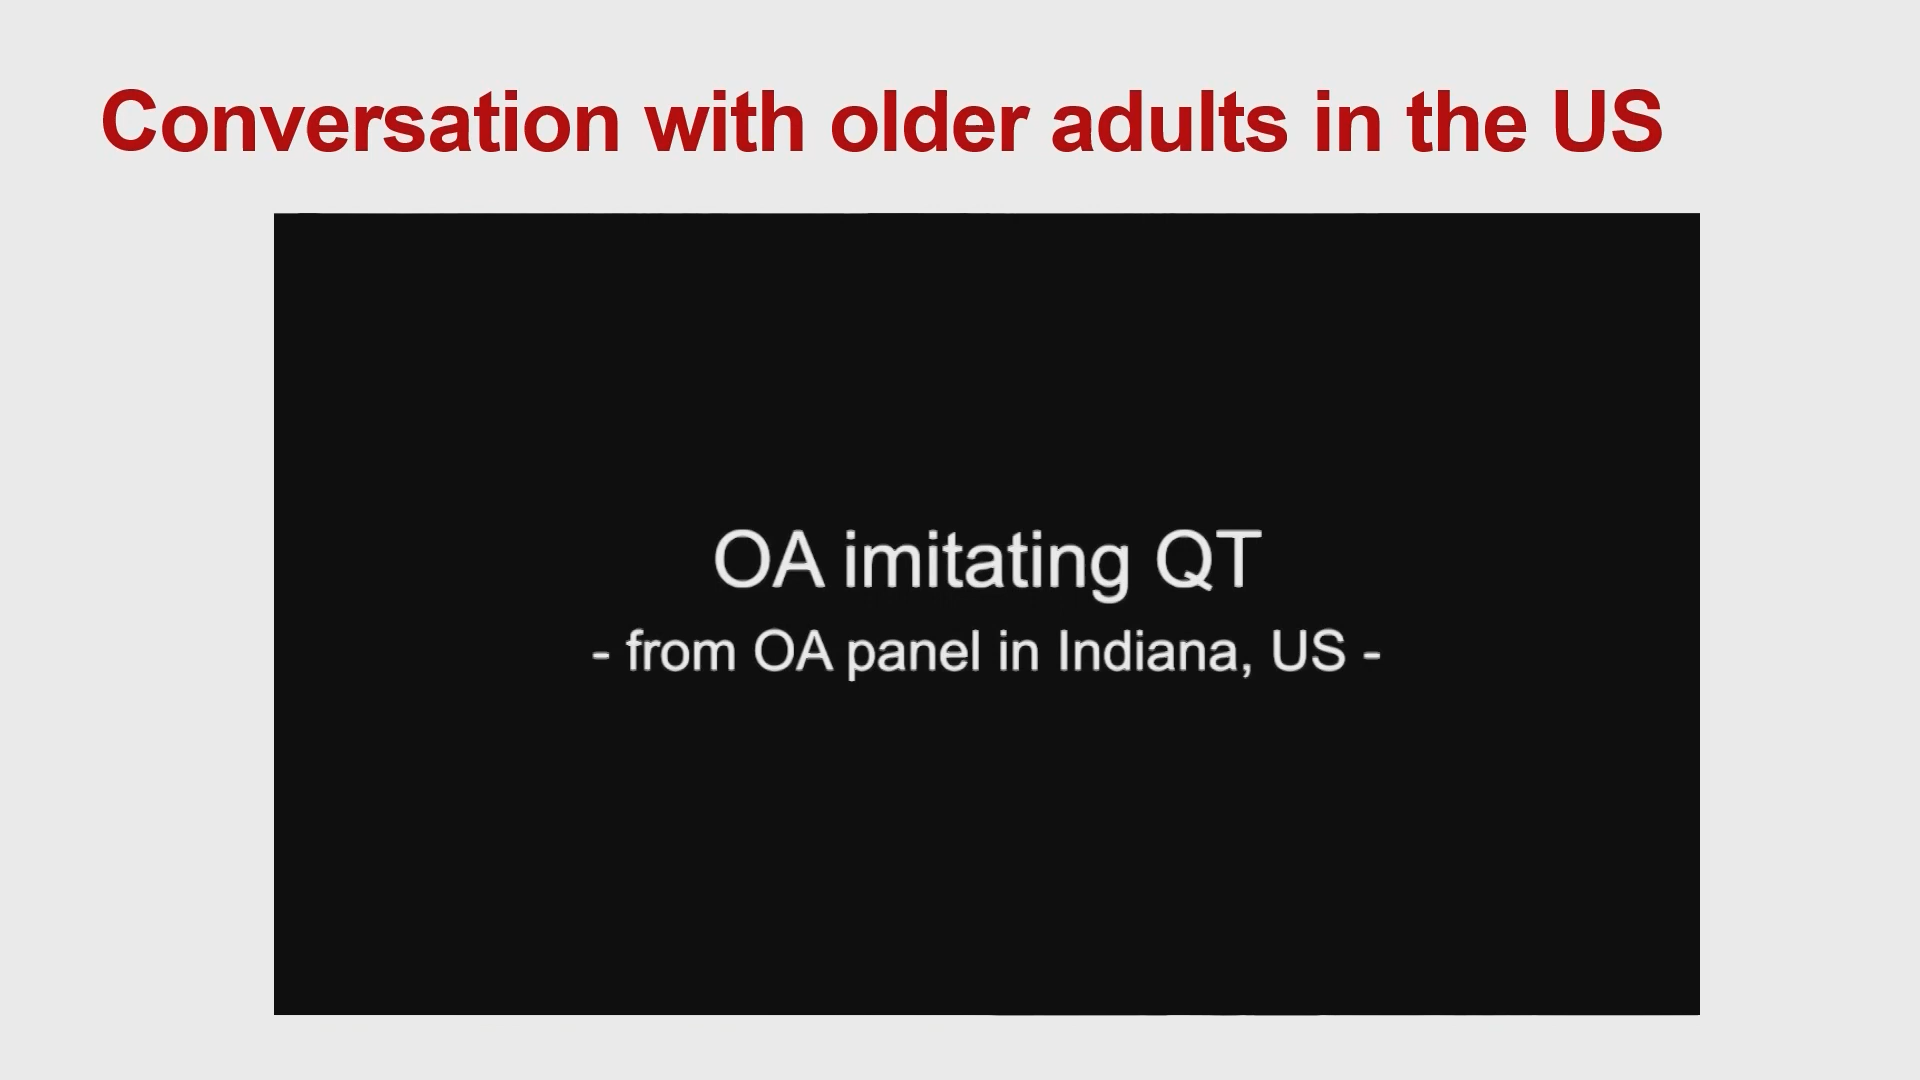 Conversation with older adults in the US
OA imitating QT
- from OA panel in Indiana, US -